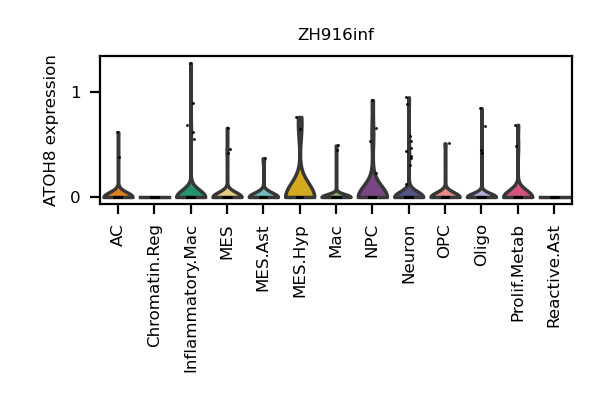 ZH916inf
ATOH8 expression
1
0
AC
Chromatin.Reg
Inflammatory.Mac
MES
MES.Ast
MES.Hyp
Mac
NPC
Neuron
OPC
Oligo
Prolif.Metab
Reactive.Ast